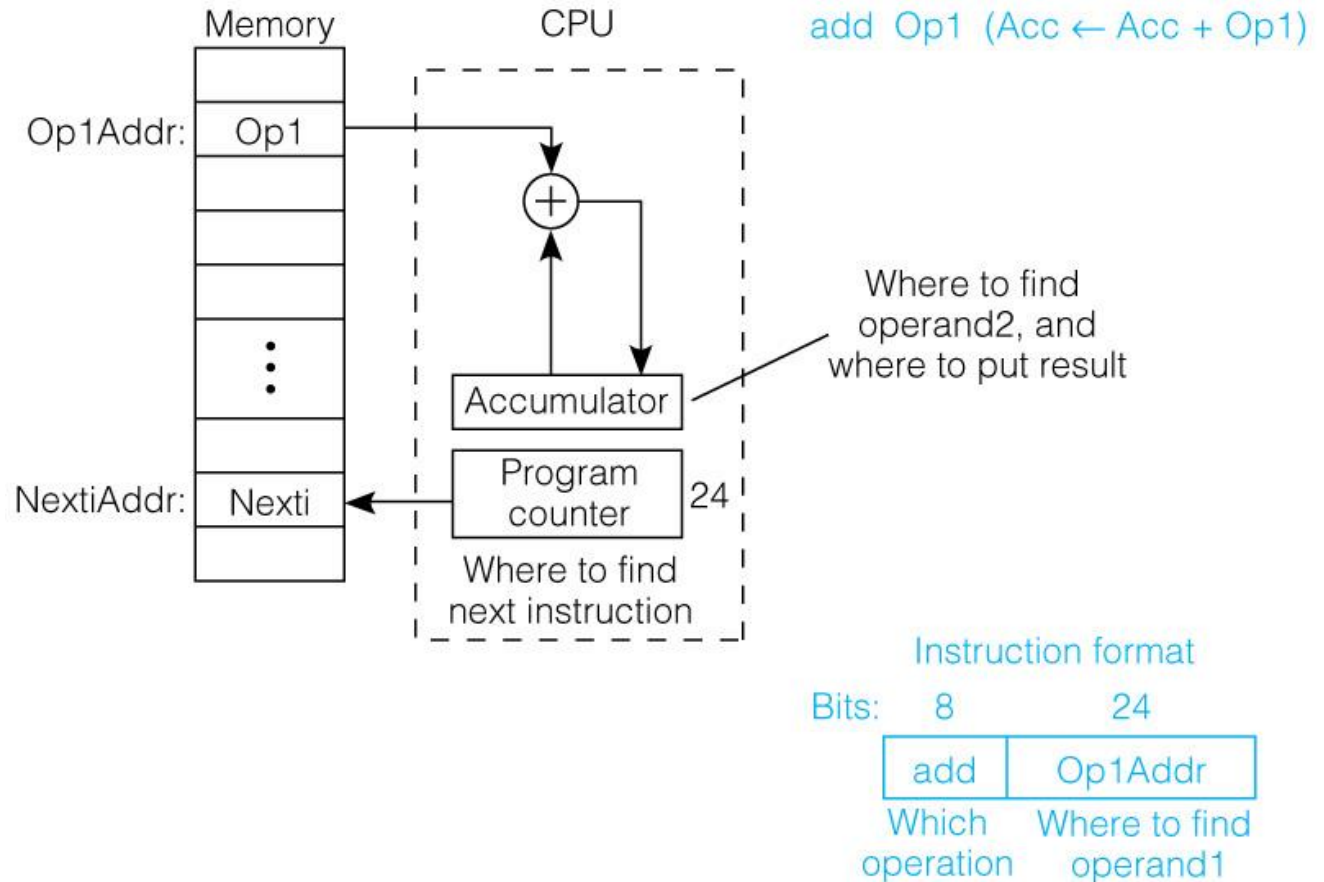 Memory
CPU
add Op1 (Acc ← Acc + Op1)
Op1Addr:
Op1
+
Where to find
operand2, and
where to put result
Accumulator
NextiAddr:
Nexti
Program
counter
24
Where to find
next instruction
Instruction format
Bits: 8 24
add Op1Addr
Which
operation
Where to find
operand1